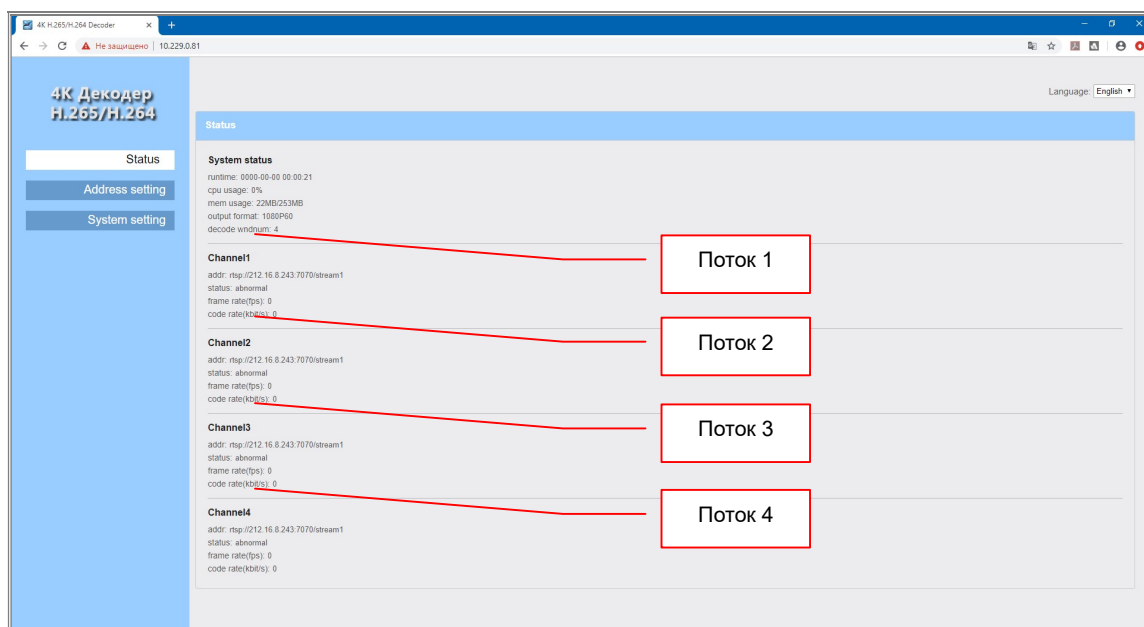 4K H.265/H.264 Decoder
Не защищено | 10.229.0.81
4К Декодер
H.265/H.264
Language: English
Status
Status
Address setting
System setting
System status
runtime: 0000-00-00 00:00:21
cpu usage: 0%
mem usage: 22MB/253MB
output format: 1080P60
decode wndnum: 4
Поток 1
Channel1
addr: rtsp://212.16.8.243:7070/stream1
status: abnormal
frame rate(fps): 0
code rate(kbit/s): 0
Поток 2
Channel2
addr: rtsp://212.16.8.243:7070/stream1
status: abnormal
frame rate(fps): 0
code rate(kbit/s): 0
Поток 3
Channel3
addr: rtsp://212.16.8.243:7070/stream1
status: abnormal
frame rate(fps): 0
code rate(kbit/s): 0
Поток 4
Channel4
addr: rtsp://212.16.8.243:7070/stream1
status: abnormal
frame rate(fps): 0
code rate(kbit/s): 0